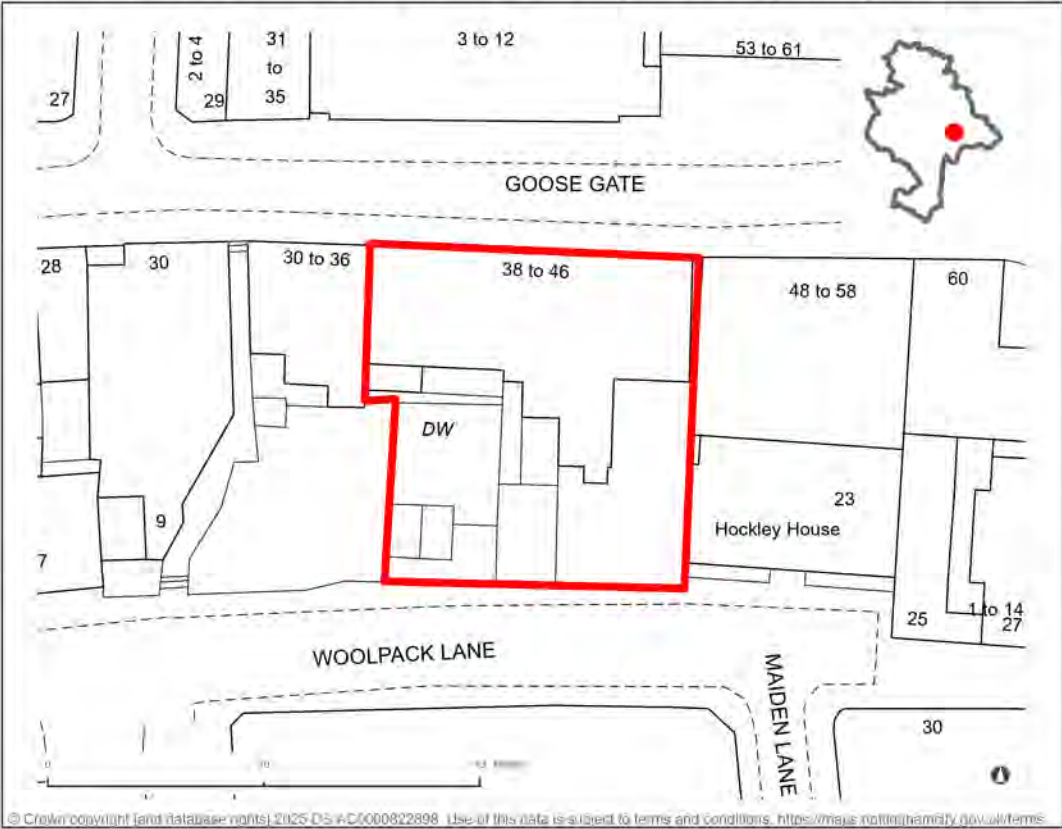 31
to
35
2 to 4
29
27
3 to 12
53 to 61
GOOSE GATE
28
30
30 to 36
38 to 46
48 to 58
60
DW
9
7
23
Hockley House
25
1 to 14
27
WOOLPACK LANE
MAIDEN LANE
30
© Crown copyright [and database rights] 2025 DS AC0000822898. Use of this data is subject to terms and conditions, https://maps.nottinghamcity.gov.uk/terms